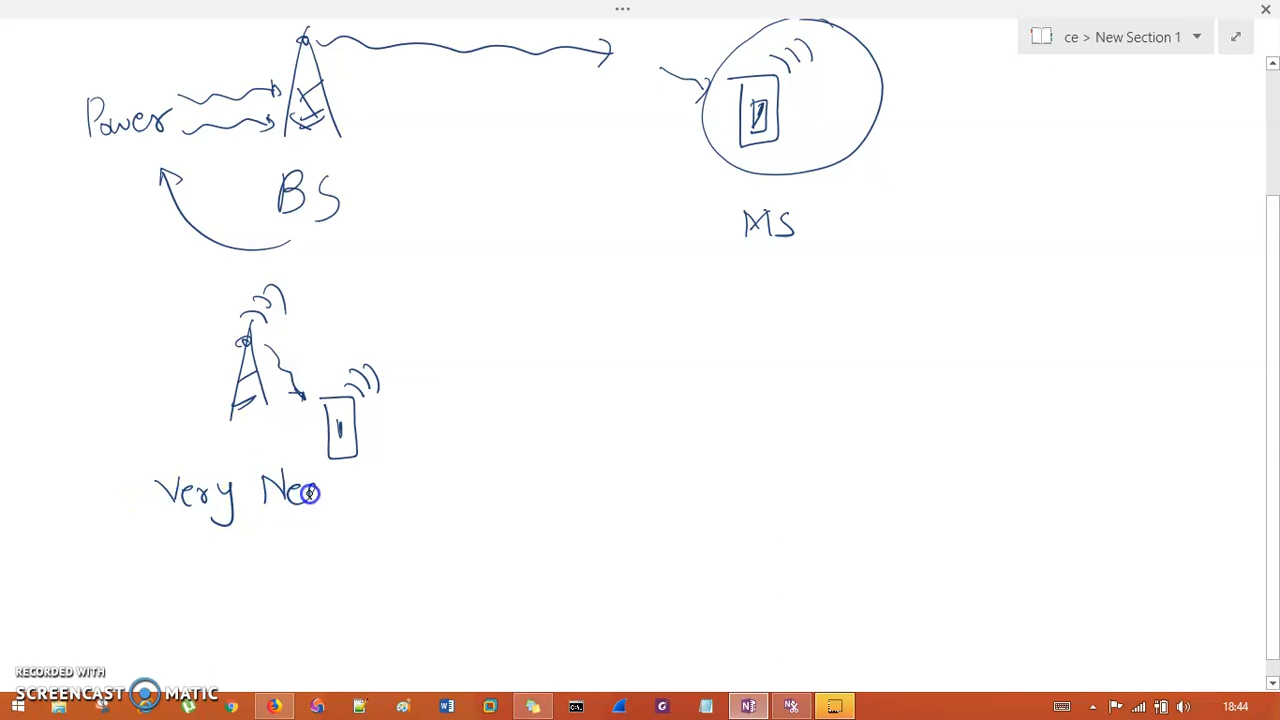 ce > New Section 1
Power
BS
MS
Very Nea
RECORDED WITH
SCREENCAST MATIC
18:44